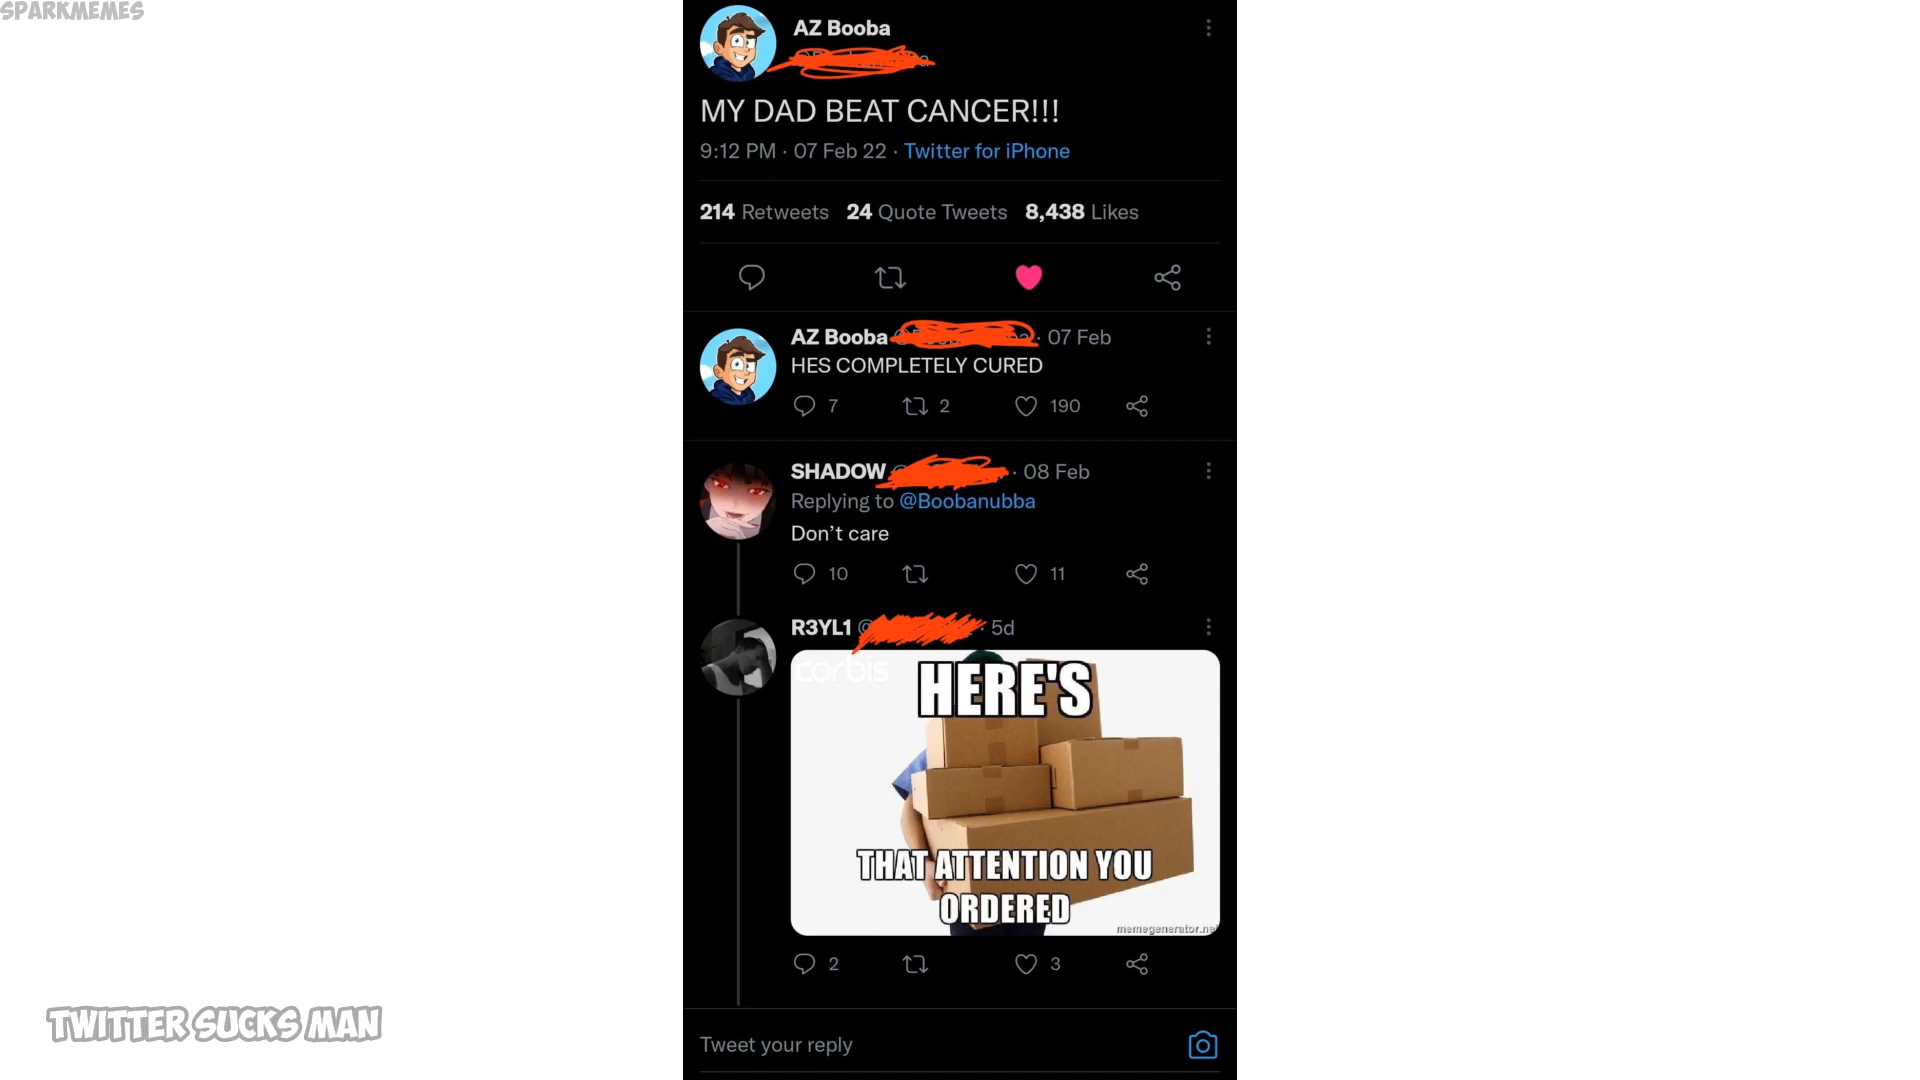 SPARKMEMES
AZ Booba
MY DAD BEAT CANCER!!!
9:12 PM · 07 Feb 22 · Twitter for iPhone
214 Retweets 24 Quote Tweets 8,438 Likes
AZ Booba · 07 Feb
HES COMPLETELY CURED
7 2 190
SHADOW · 08 Feb
Replying to @Boobanubba
Don’t care
10 11
R3YL1 @ · 5d
corbis.
HERE'S
THAT ATTENTION YOU
ORDERED
memegenerator.net
2 3
TWITTER SUCKS MAN
Tweet your reply